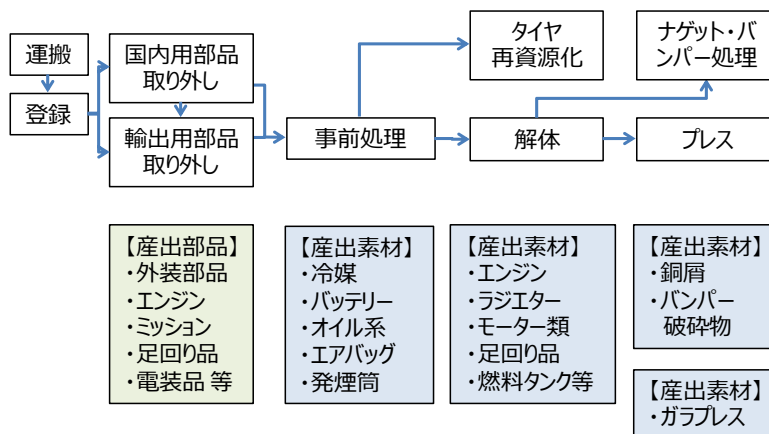 運搬
登録
国内用部品
取り外し
輸出用部品
取り外し
事前処理
タイヤ
再資源化
解体
ナゲット・バ
ンパー処理
プレス
【産出部品】
・外装部品
・エンジン
・ミッション
・足回り品
・電装品 等
【産出素材】
・冷媒
・バッテリー
・オイル系
・エアバッグ
・発煙筒
【産出素材】
・エンジン
・ラジエター
・モーター類
・足回り品
・燃料タンク等
【産出素材】
・銅屑
・バンパー
破砕物
【産出素材】
・ガラプレス